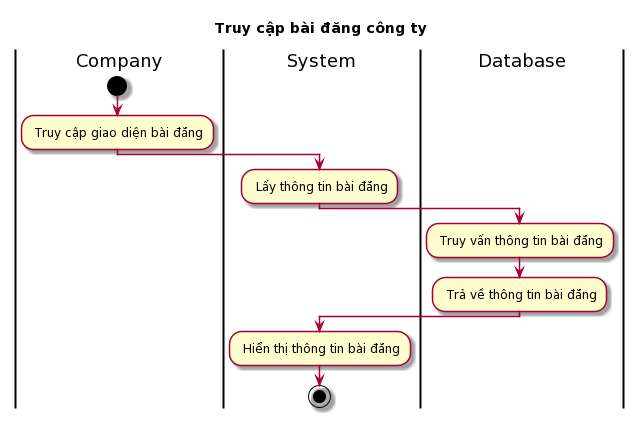 Truy cập bài đăng công ty
Company
System
Database
Truy cập giao diện bài đăng
Lấy thông tin bài đăng
Truy vấn thông tin bài đăng
Trả về thông tin bài đăng
Hiển thị thông tin bài đăng